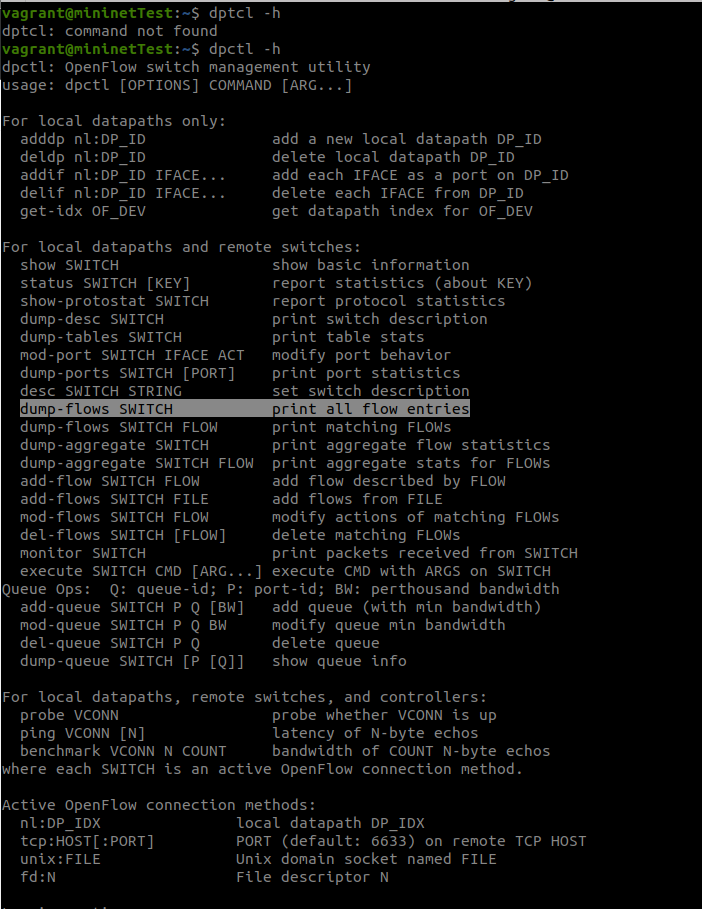 vagrant@mininetTest:~$ dptcl -h
dptcl: command not found
vagrant@mininetTest:~$ dpctl -h
dpctl: OpenFlow switch management utility
usage: dpctl [OPTIONS] COMMAND [ARG...]

For local datapaths only:
  adddp nl:DP_ID              add a new local datapath DP_ID
  deldp nl:DP_ID              delete local datapath DP_ID
  addif nl:DP_ID IFACE...     add each IFACE as a port on DP_ID
  delif nl:DP_ID IFACE...     delete each IFACE from DP_ID
  get-idx OF_DEV              get datapath index for OF_DEV

For local datapaths and remote switches:
  show SWITCH                 show basic information
  status SWITCH [KEY]         report statistics (about KEY)
  show-protostat SWITCH       report protocol statistics
  dump-desc SWITCH            print switch description
  dump-tables SWITCH          print table stats
  mod-port SWITCH IFACE ACT   modify port behavior
  dump-ports SWITCH [PORT]    print port statistics
  desc SWITCH STRING          set switch description
  dump-flows SWITCH           print all flow entries
  dump-flows SWITCH FLOW      print matching FLOWs
  dump-aggregate SWITCH       print aggregate flow statistics
  dump-aggregate SWITCH FLOW  print aggregate stats for FLOWs
  add-flow SWITCH FLOW        add flow described by FLOW
  add-flows SWITCH FILE       add flows from FILE
  mod-flows SWITCH FLOW       modify actions of matching FLOWs
  del-flows SWITCH [FLOW]     delete matching FLOWs
  monitor SWITCH              print packets received from SWITCH
  execute SWITCH CMD [ARG...] execute CMD with ARGS on SWITCH
Queue Ops:  Q: queue-id; P: port-id; BW: perthousand bandwidth
  add-queue SWITCH P Q [BW]   add queue (with min bandwidth)
  mod-queue SWITCH P Q BW     modify queue min bandwidth
  del-queue SWITCH P Q        delete queue
  dump-queue SWITCH [P [Q]]   show queue info

For local datapaths, remote switches, and controllers:
  probe VCONN                 probe whether VCONN is up
  ping VCONN [N]              latency of N-byte echos
  benchmark VCONN N COUNT     bandwidth of COUNT N-byte echos
where each SWITCH is an active OpenFlow connection method.

Active OpenFlow connection methods:
  nl:DP_IDX               local datapath DP_IDX
  tcp:HOST[:PORT]         PORT (default: 6633) on remote TCP HOST
  unix:FILE               Unix domain socket named FILE
  fd:N                    File descriptor N